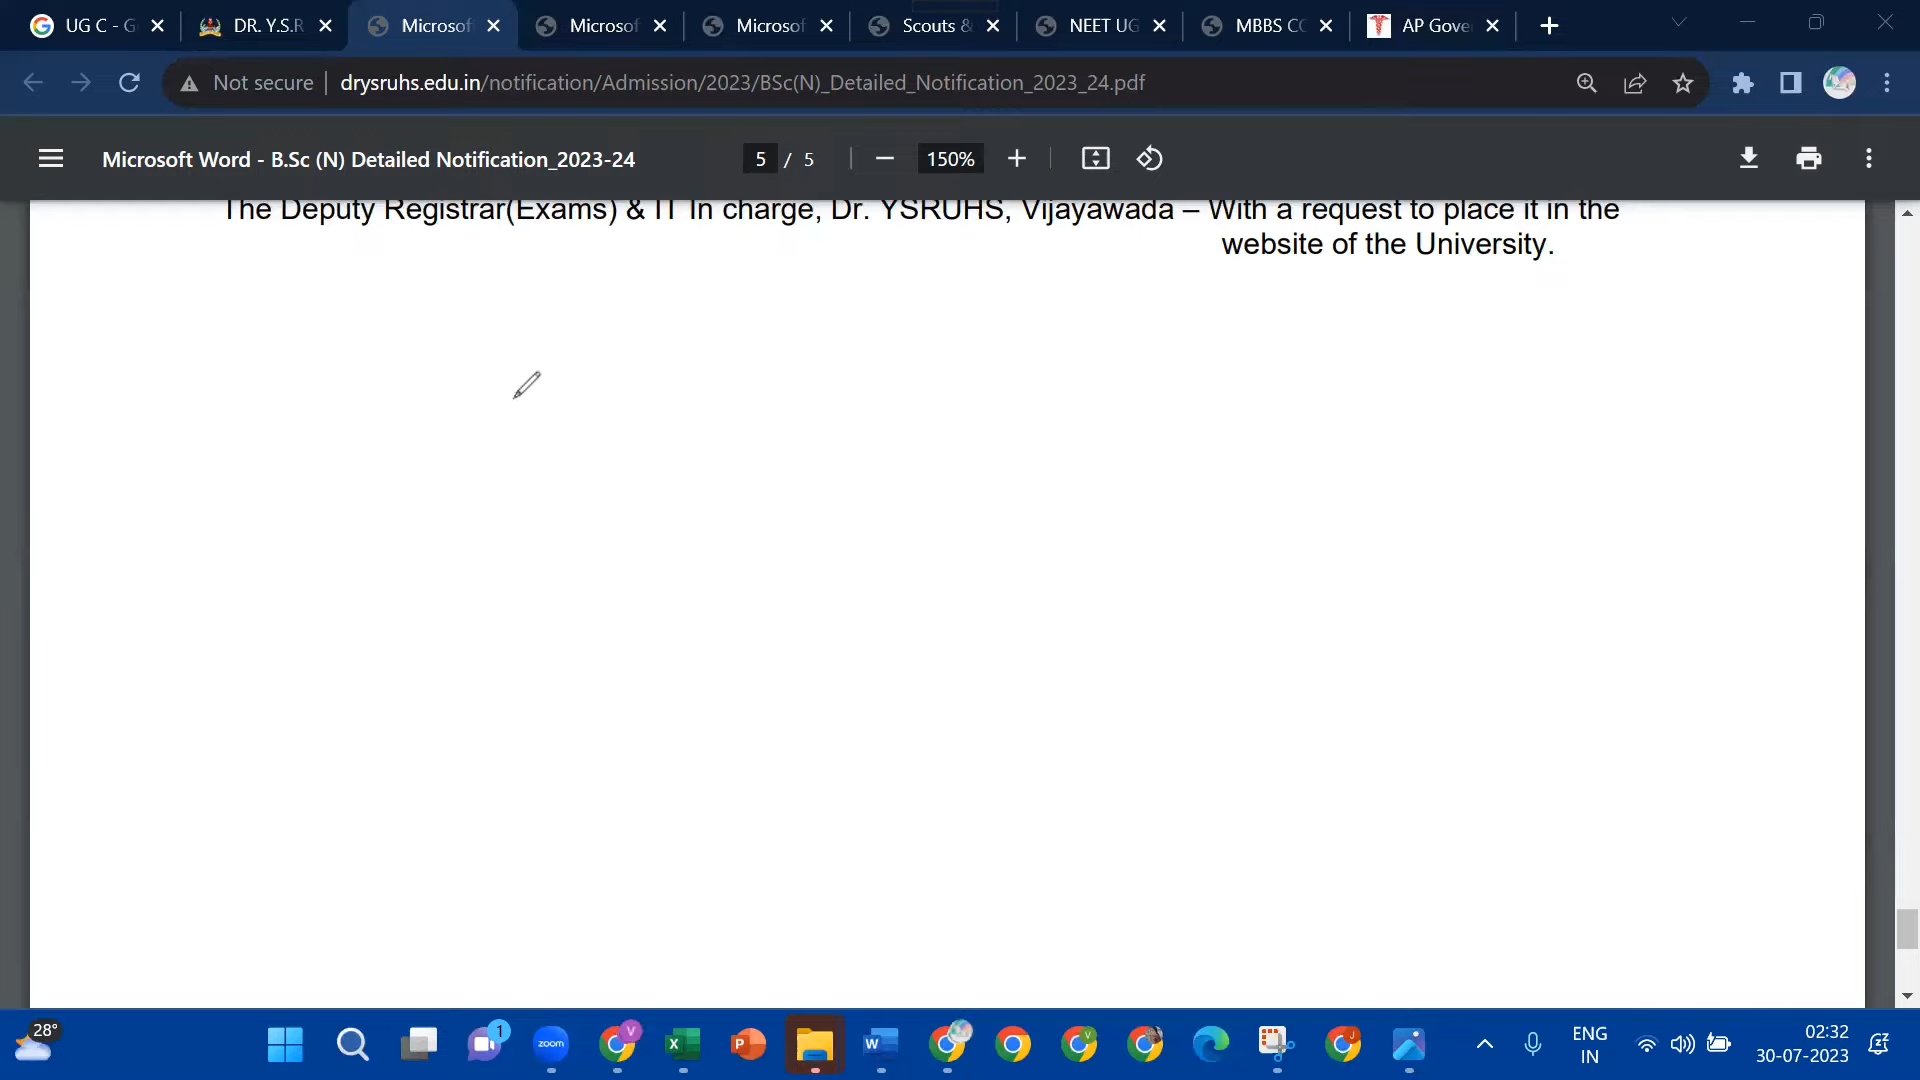 UG C - G
DR. Y.S.R
Microsof
Microsof
Microsof
Scouts &
NEET UG
MBBS CO
AP Gove
Not secure
drysruhs.edu.in/notification/Admission/2023/BSc(N)_Detailed_Notification_2023_24.pdf
Microsoft Word - B.Sc (N) Detailed Notification_2023-24
5 / 5
150%
The Deputy Registrar(Exams) & IT In charge, Dr. YSRUHS, Vijayawada – With a request to place it in the
website of the University.
28°
1
zoom
V
X
P
W
V
J
ENG
IN
02:32
30-07-2023